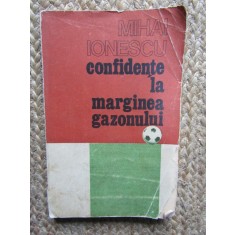 MIHAI
IONESCU
confidențe
la
marginea
gazonului